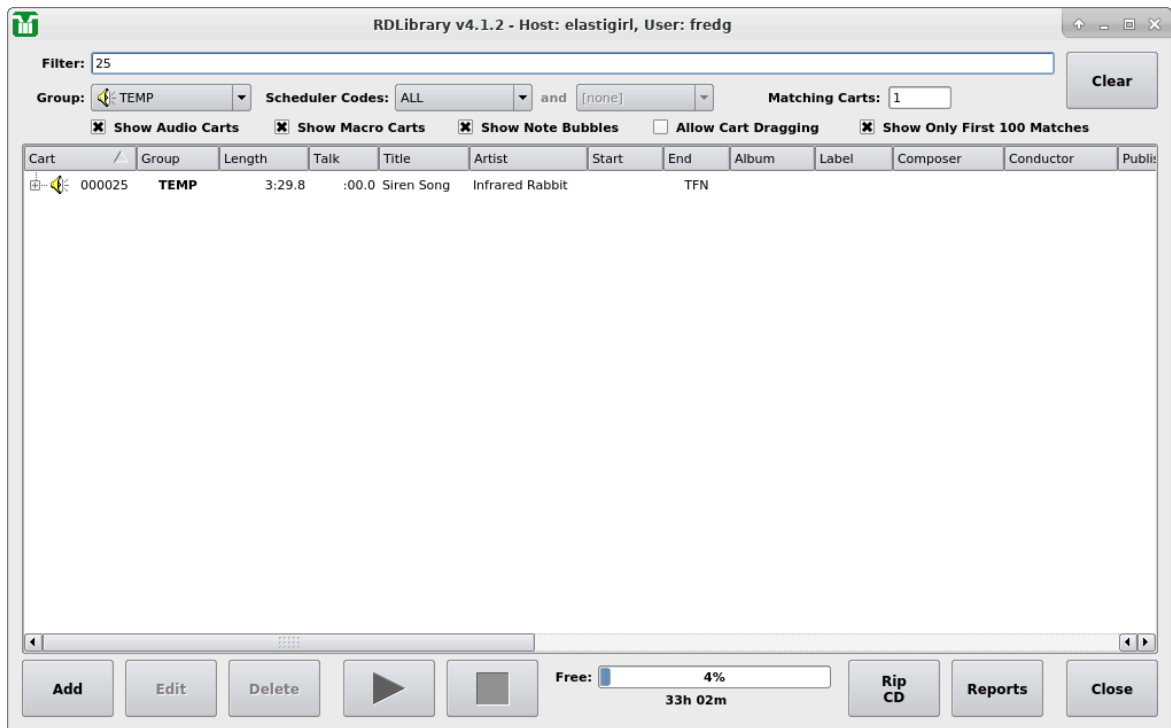 RDLibrary v4.1.2 - Host: elastigirl, User: fredg
Filter: 25
Clear
Group: TEMP Scheduler Codes: ALL and [none] Matching Carts: 1
Show Audio Carts Show Macro Carts Show Note Bubbles Allow Cart Dragging Show Only First 100 Matches
Cart Group Length Talk Title Artist Start End Album Label Composer Conductor Publis
000025 TEMP 3:29.8 :00.0 Siren Song Infrared Rabbit TFN
Add Edit Delete Free: 4% Rip CD Reports Close
33h 02m